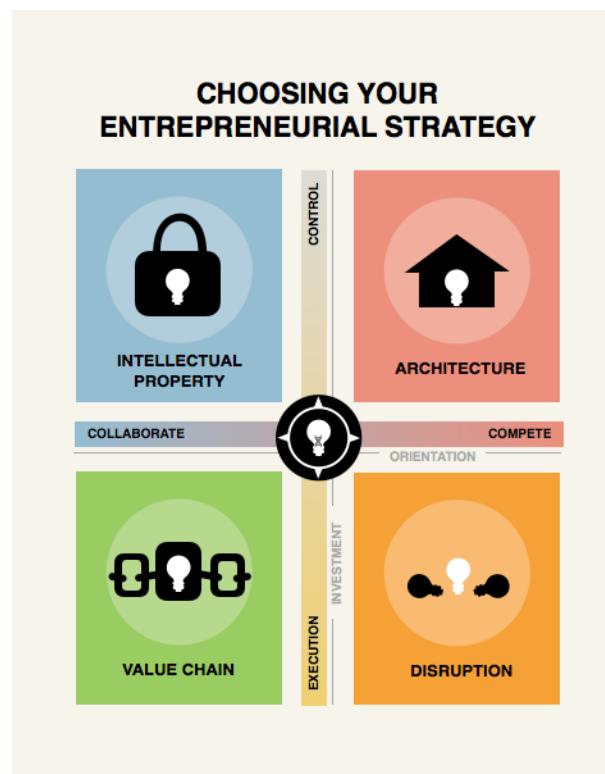 CHOOSING YOUR
ENTREPRENEURIAL STRATEGY
CONTROL
INTELLECTUAL
PROPERTY
ARCHITECTURE
COLLABORATE
COMPETE
ORIENTATION
INVESTMENT
EXECUTION
VALUE CHAIN
DISRUPTION